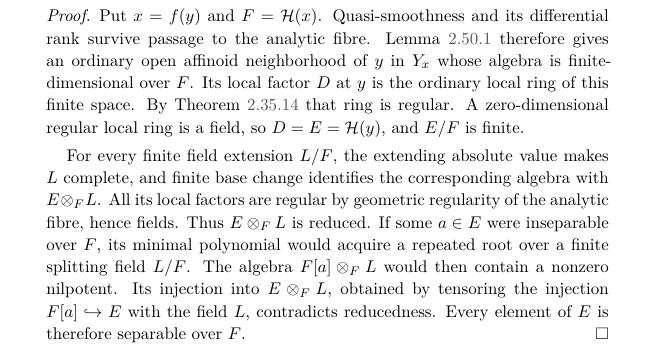 Proof. Put x = f(y) and F = ℋ(x). Quasi-smoothness and its differential
rank survive passage to the analytic fibre. Lemma 2.50.1 therefore gives
an ordinary open affinoid neighborhood of y in Yₓ whose algebra is finite-
dimensional over F. Its local factor D at y is the ordinary local ring of this
finite space. By Theorem 2.35.14 that ring is regular. A zero-dimensional
regular local ring is a field, so D = E = ℋ(y), and E/F is finite.
For every finite field extension L/F, the extending absolute value makes
L complete, and finite base change identifies the corresponding algebra with
E⊗_F L. All its local factors are regular by geometric regularity of the analytic
fibre, hence fields. Thus E ⊗_F L is reduced. If some a ∈ E were inseparable
over F, its minimal polynomial would acquire a repeated root over a finite
splitting field L/F. The algebra F[a] ⊗_F L would then contain a nonzero
nilpotent. Its injection into E ⊗_F L, obtained by tensoring the injection
F[a] ↪ E with the field L, contradicts reducedness. Every element of E is
therefore separable over F. □